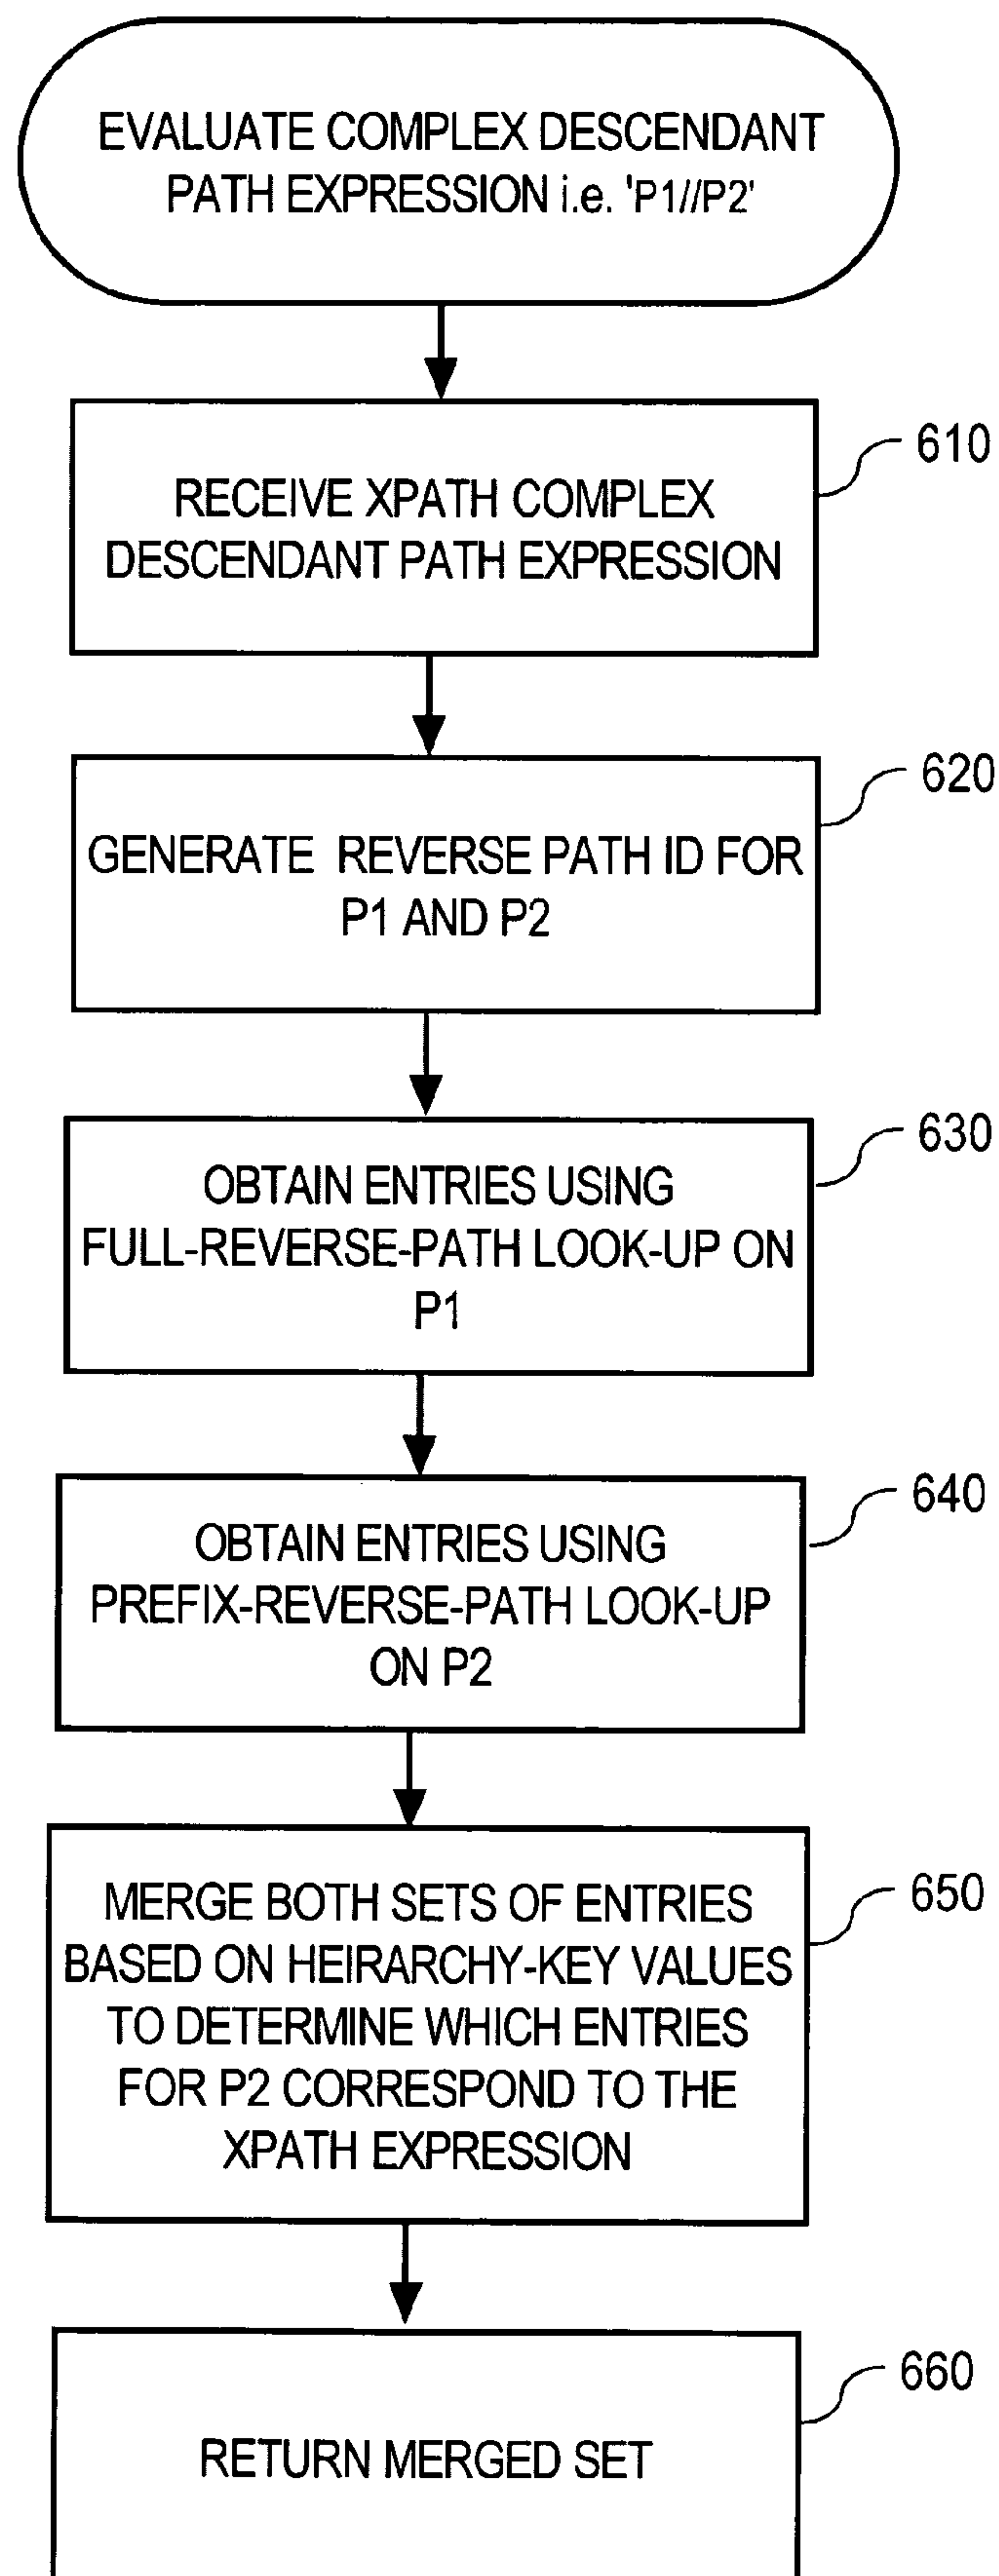 EVALUATE COMPLEX DESCENDANT
PATH EXPRESSION i.e. 'P1//P2'
610
RECEIVE XPATH COMPLEX
DESCENDANT PATH EXPRESSION
620
GENERATE REVERSE PATH ID FOR
P1 AND P2
630
OBTAIN ENTRIES USING
FULL-REVERSE-PATH LOOK-UP ON
P1
640
OBTAIN ENTRIES USING
PREFIX-REVERSE-PATH LOOK-UP
ON P2
650
MERGE BOTH SETS OF ENTRIES
BASED ON HEIRARCHY-KEY VALUES
TO DETERMINE WHICH ENTRIES
FOR P2 CORRESPOND TO THE
XPATH EXPRESSION
660
RETURN MERGED SET